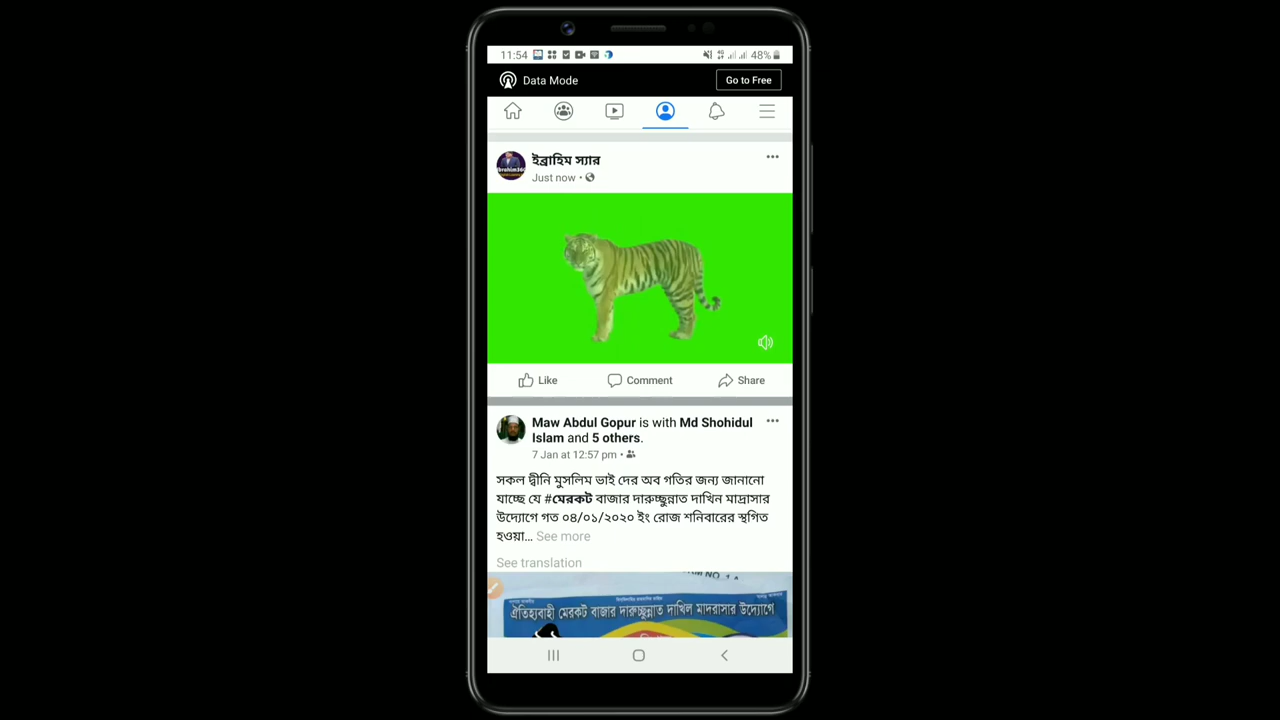 11:54
48%
Data Mode
Go to Free
ইব্রাহিম স্যার
Just now
Like
Comment
Share
Maw Abdul Gopur is with Md Shohidul
Islam and 5 others.
7 Jan at 12:57 pm
সকল দ্বীনি মুসলিম ভাই দের অব গতির জন্য জানানো
যাচ্ছে যে #মেরকট বাজার দারুচ্ছুন্নাত দাখিন মাদ্রাসার
উদ্যোগে গত ০৪/০১/২০২০ ইং রোজ শনিবারের স্থগিত
হওয়া... See more
See translation
ঐতিহ্যবাহী মেরকট বাজার দারুচ্ছুন্নাত দাখিল মাদরাসার উদ্যোগে